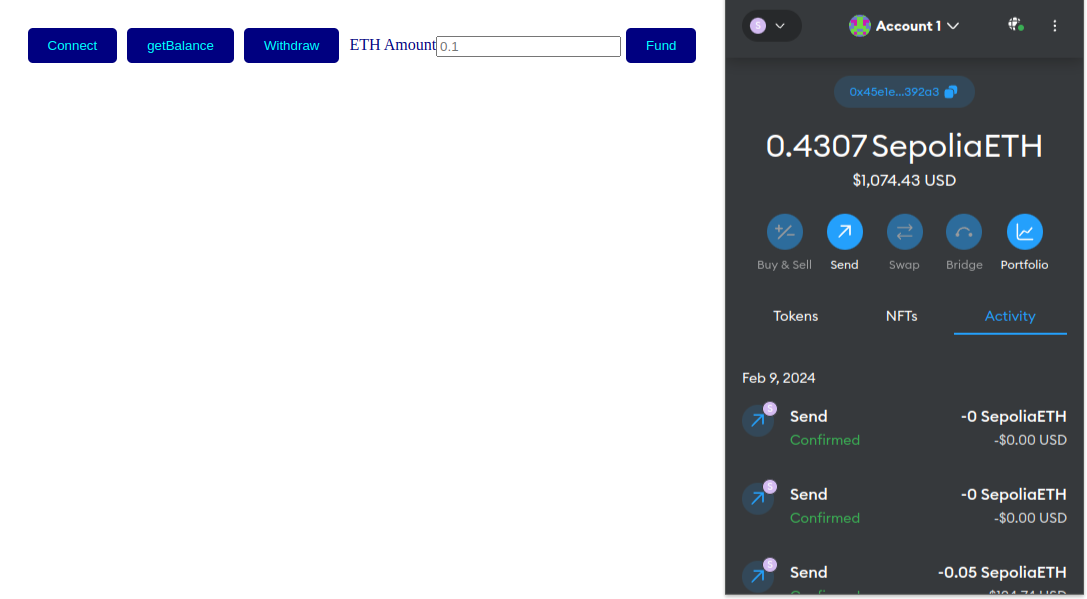 Connect getBalance Withdraw ETH Amount 0.1 Fund
S Account 1
0x45e1e...392a3
0.4307 SepoliaETH
$1,074.43 USD
Buy & Sell Send Swap Bridge Portfolio
Tokens NFTs Activity
Feb 9, 2024
S
Send -0 SepoliaETH
Confirmed -$0.00 USD
S
Send -0 SepoliaETH
Confirmed -$0.00 USD
S
Send -0.05 SepoliaETH